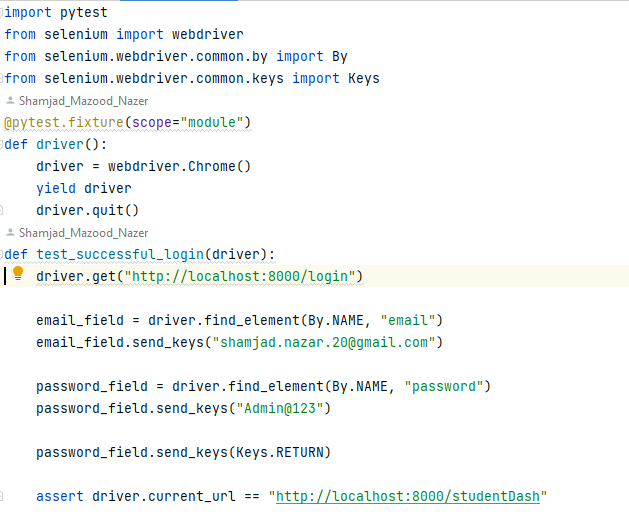 import pytest
from selenium import webdriver
from selenium.webdriver.common.by import By
from selenium.webdriver.common.keys import Keys
Shamjad_Mazood_Nazer
@pytest.fixture(scope="module")
def driver():
    driver = webdriver.Chrome()
    yield driver
    driver.quit()
Shamjad_Mazood_Nazer
def test_successful_login(driver):
    driver.get("http://localhost:8000/login")
    email_field = driver.find_element(By.NAME, "email")
    email_field.send_keys("shamjad.nazar.20@gmail.com")
    password_field = driver.find_element(By.NAME, "password")
    password_field.send_keys("Admin@123")
    password_field.send_keys(Keys.RETURN)
    assert driver.current_url == "http://localhost:8000/studentDash"